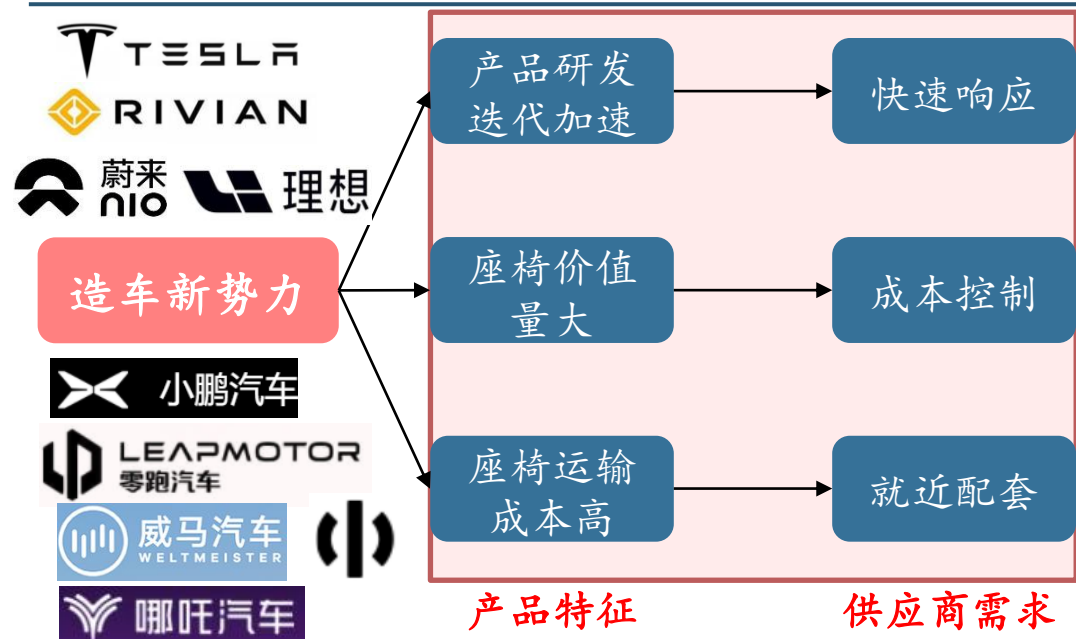 TESLA
RIVIAN
蔚来
NIO
理想
造车新势力
小鹏汽车
LEAPMOTOR
零跑汽车
威马汽车
WELTMEISTER
哪吒汽车
产品研发
迭代加速
快速响应
座椅价值
量大
成本控制
座椅运输
成本高
就近配套
产品特征
供应商需求